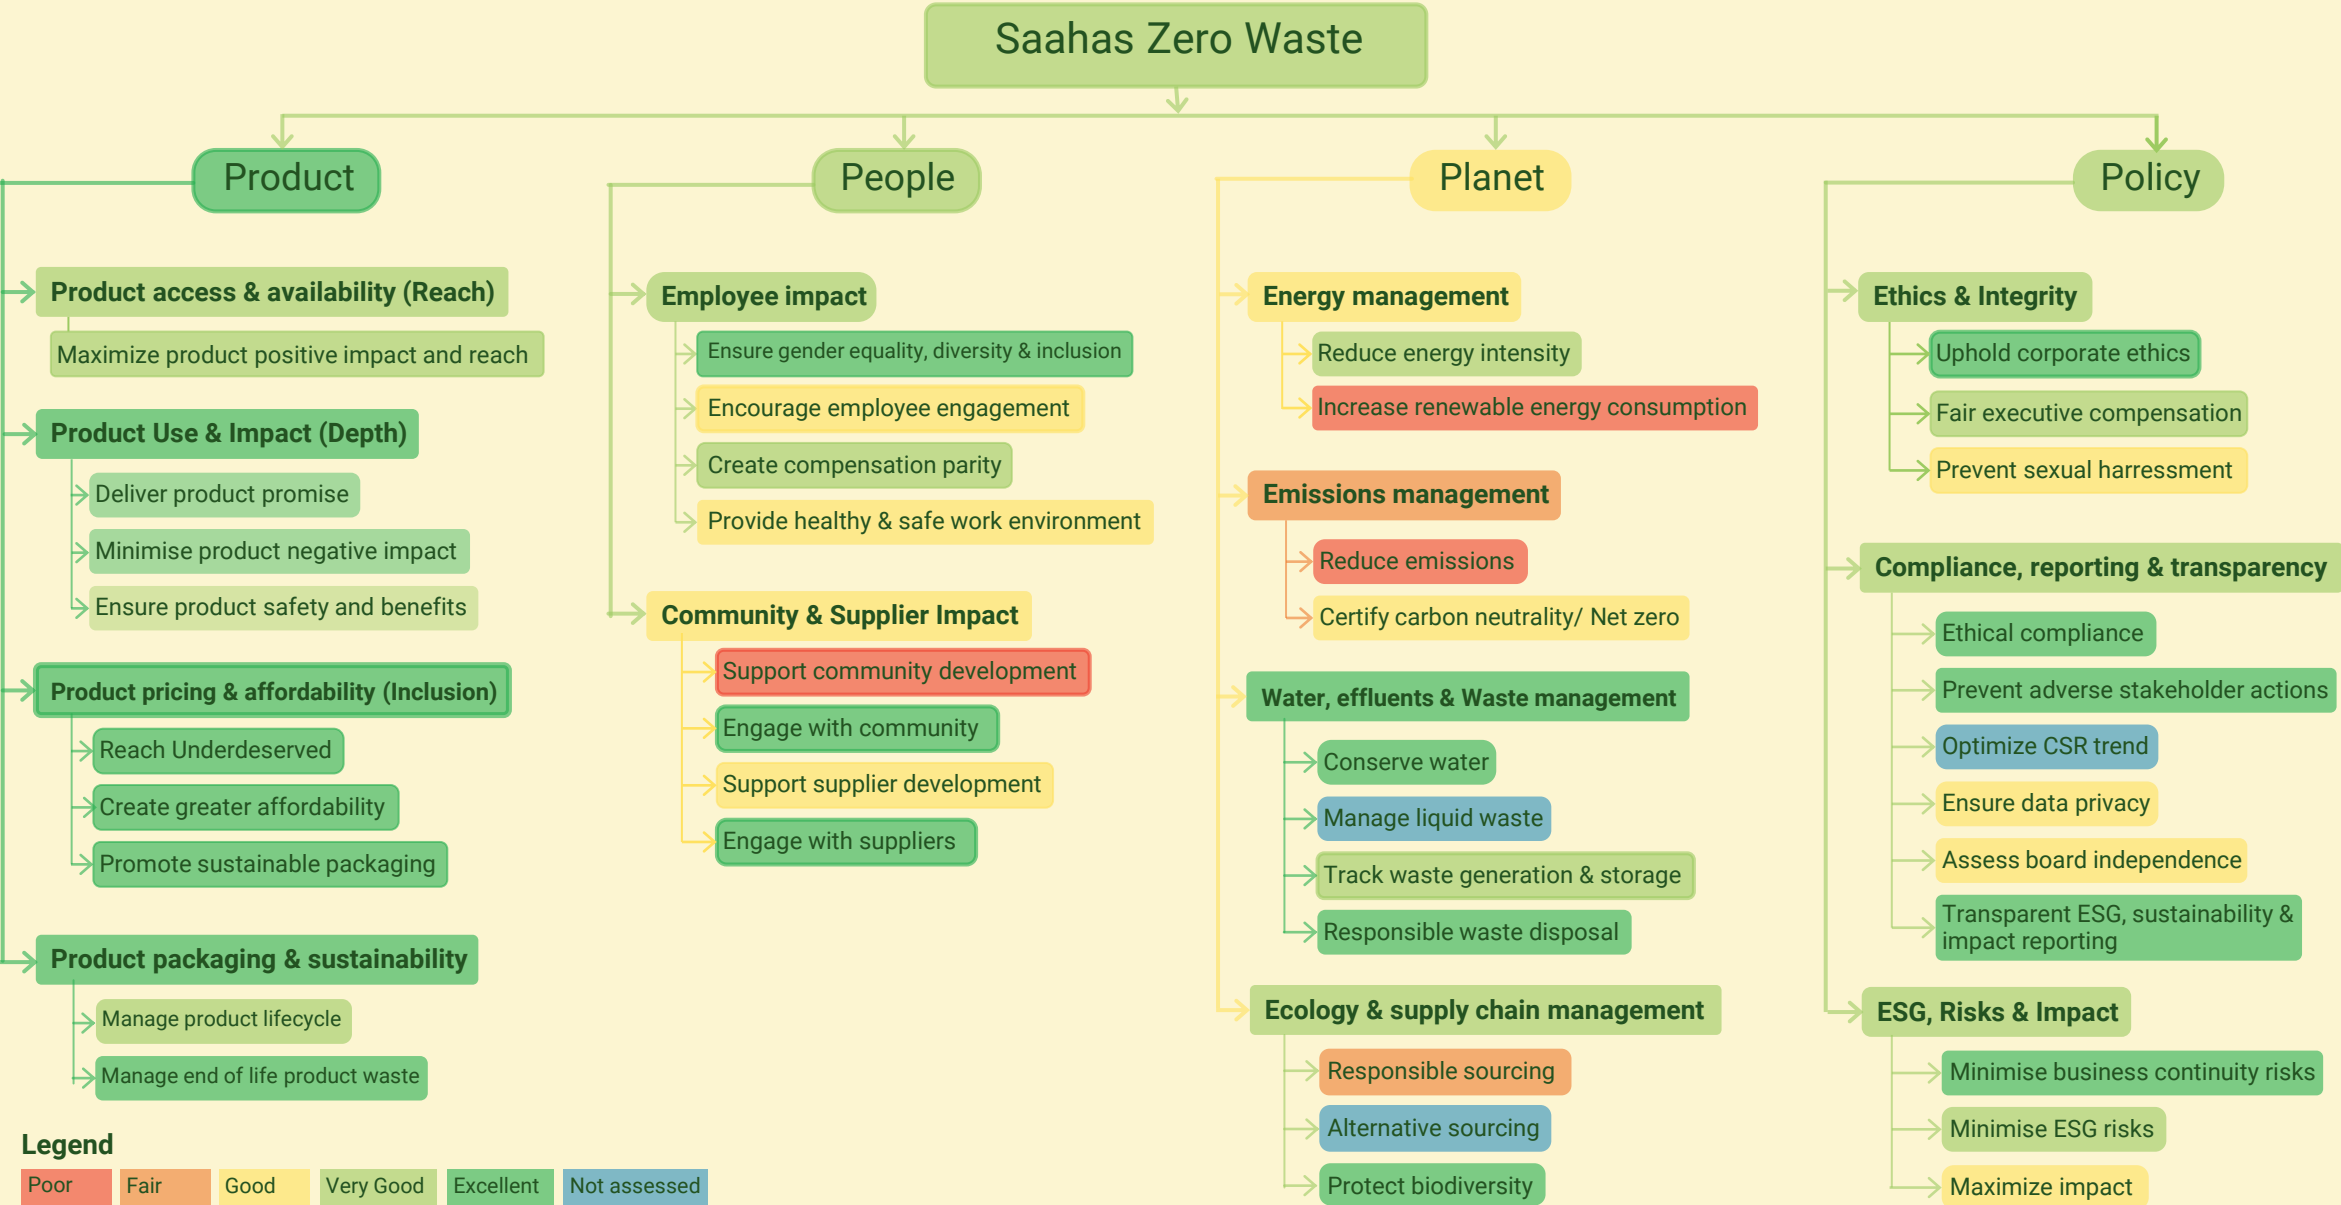 Saahas Zero Waste
Product
Product access & availability (Reach)
Maximize product positive impact and reach
Product Use & Impact (Depth)
Deliver product promise
Minimise product negative impact
Ensure product safety and benefits
Product pricing & affordability (Inclusion)
Reach Underdeserved
Create greater affordability
Promote sustainable packaging
Product packaging & sustainability
Manage product lifecycle
Manage end of life product waste
People
Employee impact
Ensure gender equality, diversity & inclusion
Encourage employee engagement
Create compensation parity
Provide healthy & safe work environment
Community & Supplier Impact
Support community development
Engage with community
Support supplier development
Engage with suppliers
Planet
Energy management
Reduce energy intensity
Increase renewable energy consumption
Emissions management
Reduce emissions
Certify carbon neutrality/ Net zero
Water, effluents & Waste management
Conserve water
Manage liquid waste
Track waste generation & storage
Responsible waste disposal
Ecology & supply chain management
Responsible sourcing
Alternative sourcing
Protect biodiversity
Policy
Ethics & Integrity
Uphold corporate ethics
Fair executive compensation
Prevent sexual harressment
Compliance, reporting & transparency
Ethical compliance
Prevent adverse stakeholder actions
Optimize CSR trend
Ensure data privacy
Assess board independence
Transparent ESG, sustainability &
impact reporting
ESG, Risks & Impact
Minimise business continuity risks
Minimise ESG risks
Maximize impact
Legend
Poor
Fair
Good
Very Good
Excellent
Not assessed